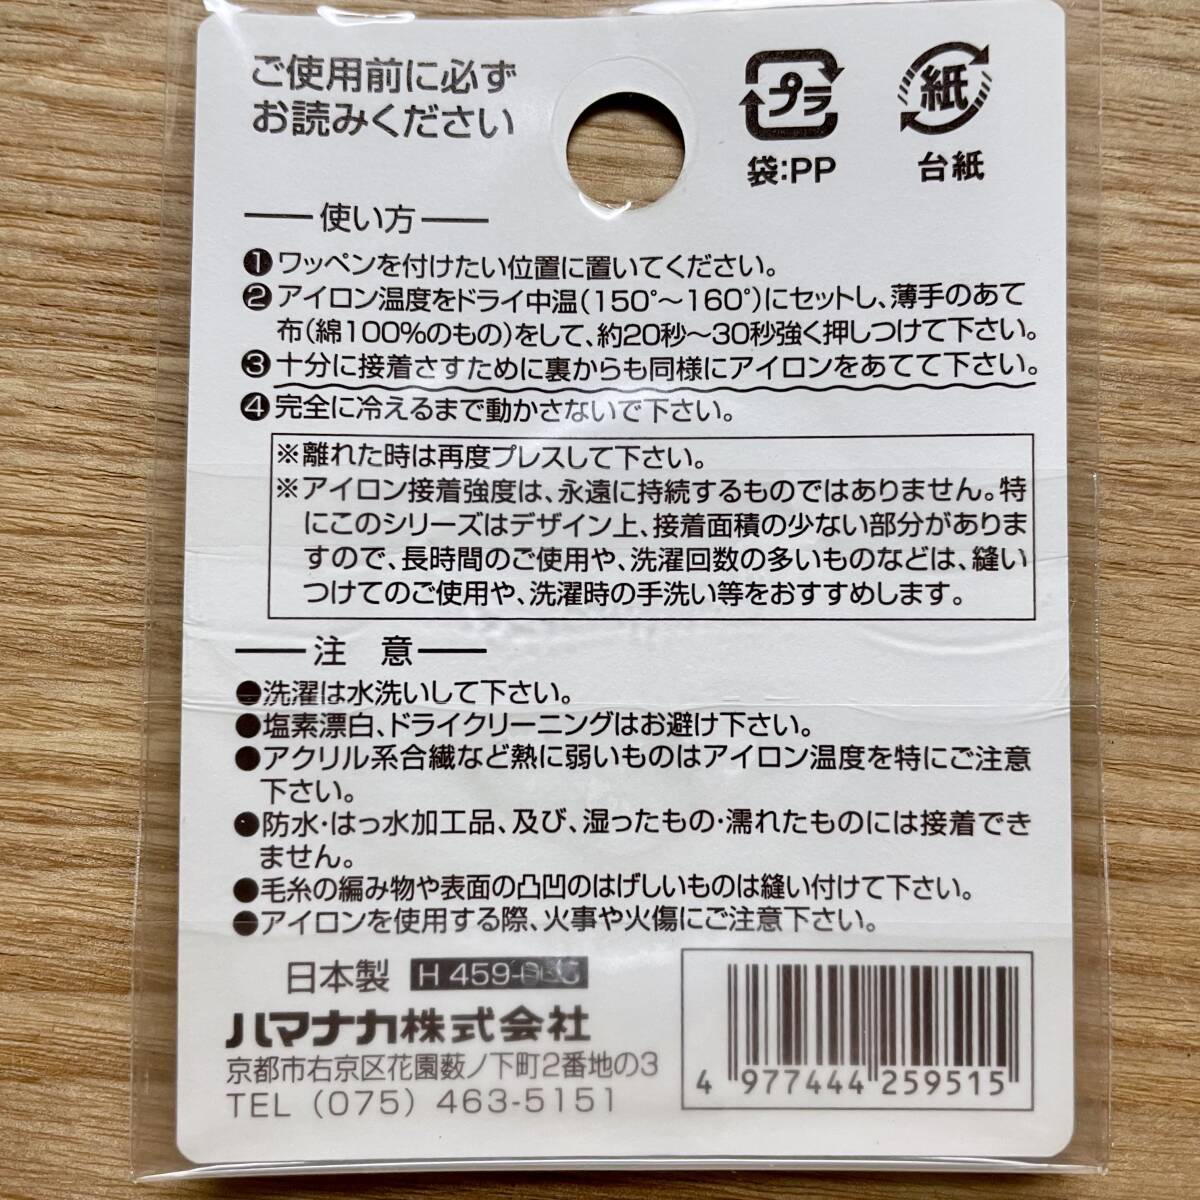 ご使用前に必ず
お読みください
プラ
袋:PP
紙
台紙
使い方
❶ワッペンを付けたい位置に置いてください。
❷アイロン温度をドライ中温(150°〜160°)にセットし、薄手のあて
布(綿100%のもの)をして、約20秒〜30秒強く押しつけて下さい。
❸十分に接着さすために裏からも同様にアイロンをあてて下さい。
❹完全に冷えるまで動かさないで下さい。
※離れた時は再度プレスして下さい。
※アイロン接着強度は、永遠に持続するものではありません。特
にこのシリーズはデザイン上、接着面積の少ない部分がありま
すので、長時間のご使用や、洗濯回数の多いものなどは、縫い
つけてのご使用や、洗濯時の手洗い等をおすすめします。
注 意
●洗濯は水洗いして下さい。
●塩素漂白、ドライクリーニングはお避け下さい。
●アクリル系合繊など熱に弱いものはアイロン温度を特にご注意
下さい。
●防水・はっ水加工品、及び、湿ったもの・濡れたものには接着でき
ません。
●毛糸の編み物や表面の凸凹のはげしいものは縫い付けて下さい。
●アイロンを使用する際、火事や火傷にご注意下さい。
日本製 H 459-
ハマナカ株式会社
京都市右京区花園薮ノ下町2番地の3
TEL (075) 463-5151
4 977444 259515